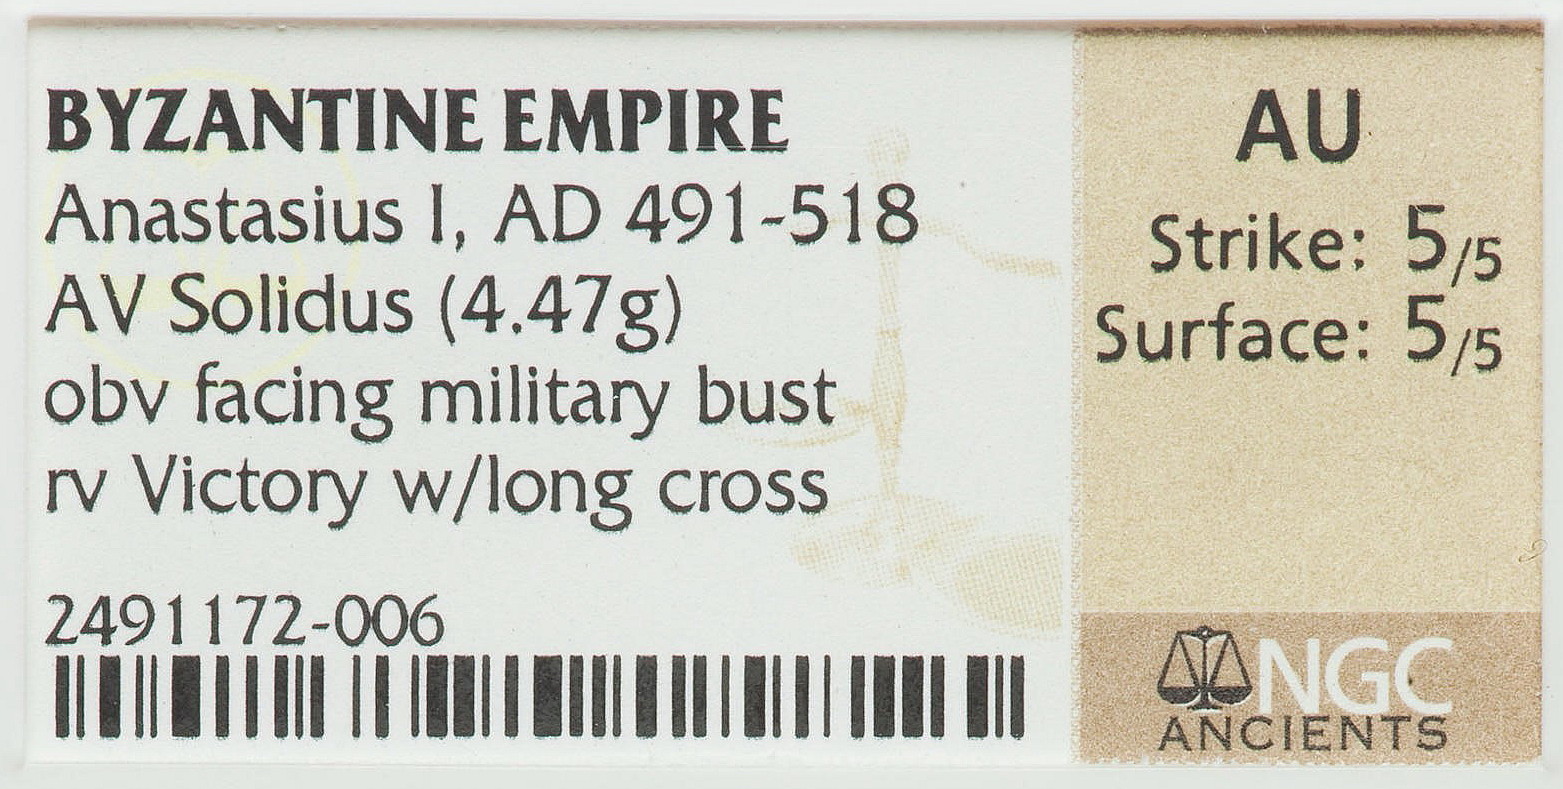 BYZANTINE EMPIRE
Anastasius I, AD 491-518
AV Solidus (4.47g)
obv facing military bust
rv Victory w/long cross
2491172-006
AU
Strike: 5/5
Surface: 5/5
NGC
ANCIENTS